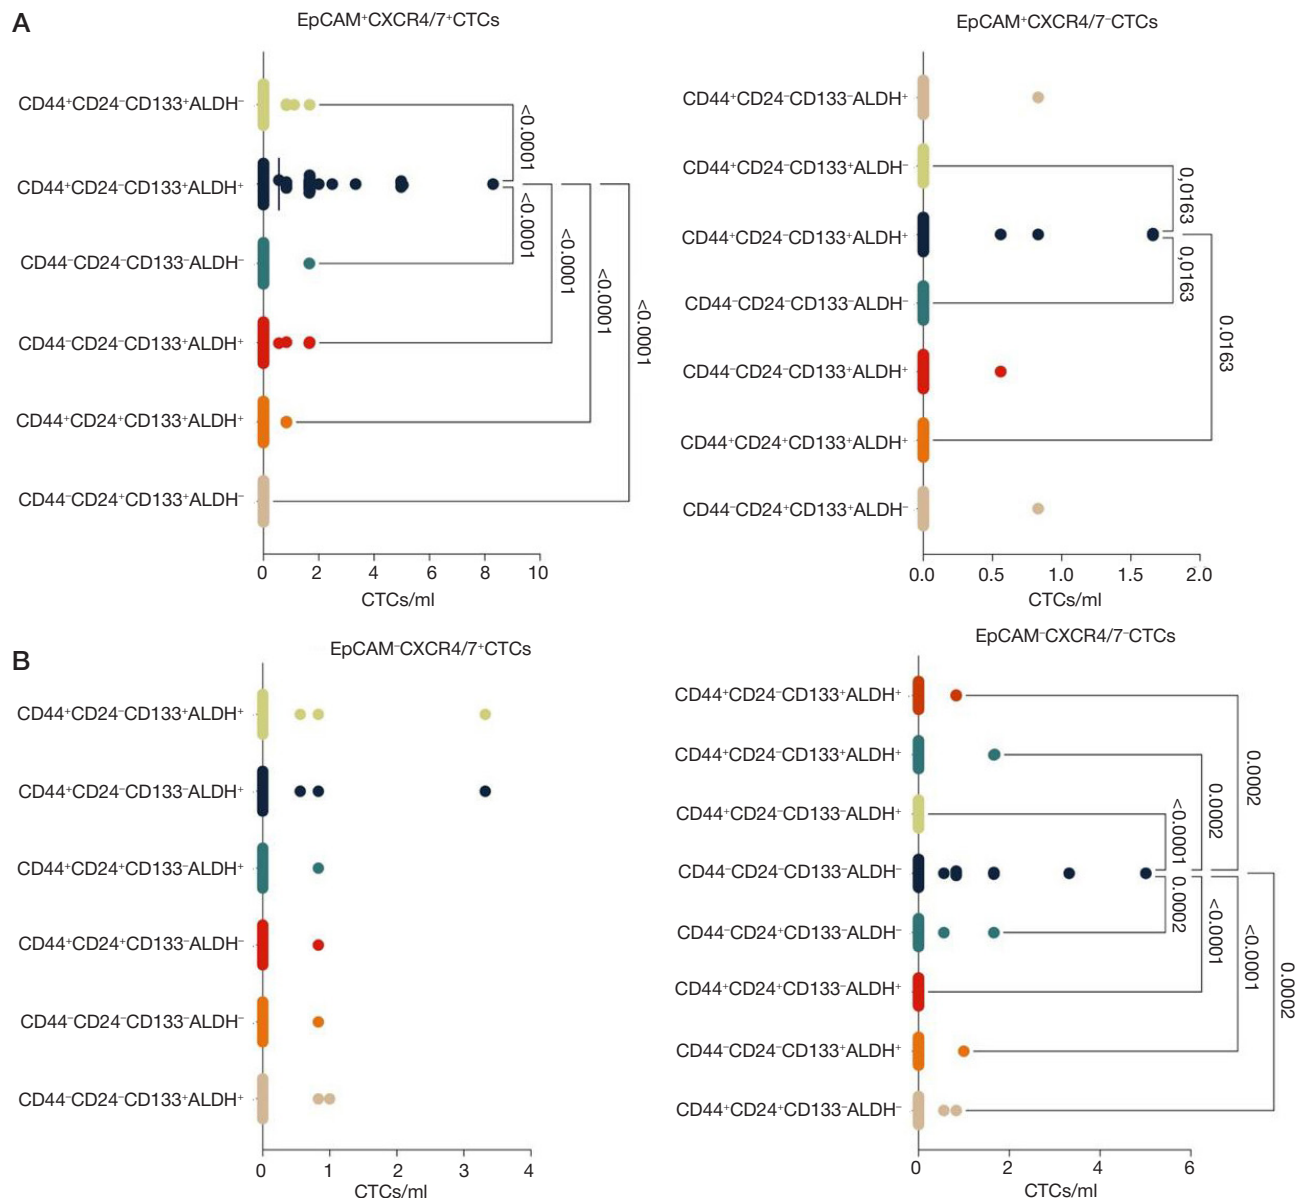 A
EpCAM⁺CXCR4/7⁺CTCs
CD44⁺CD24⁻CD133⁺ALDH⁻
CD44⁺CD24⁻CD133⁺ALDH⁺
CD44⁻CD24⁻CD133⁻ALDH⁻
CD44⁻CD24⁻CD133⁺ALDH⁺
CD44⁺CD24⁺CD133⁺ALDH⁺
CD44⁻CD24⁺CD133⁺ALDH⁻
<0.0001
<0.0001
<0.0001
<0.0001
<0.0001
0 2 4 6 8 10
CTCs/ml
EpCAM⁺CXCR4/7⁻CTCs
CD44⁺CD24⁻CD133⁻ALDH⁺
CD44⁺CD24⁻CD133⁺ALDH⁻
CD44⁺CD24⁻CD133⁺ALDH⁺
CD44⁻CD24⁻CD133⁻ALDH⁻
CD44⁻CD24⁻CD133⁺ALDH⁺
CD44⁺CD24⁺CD133⁺ALDH⁺
CD44⁻CD24⁺CD133⁺ALDH⁻
0,0163
0,0163
0.0163
0.0 0.5 1.0 1.5 2.0
CTCs/ml
B
EpCAM⁻CXCR4/7⁺CTCs
CD44⁺CD24⁻CD133⁺ALDH⁺
CD44⁺CD24⁻CD133⁻ALDH⁺
CD44⁺CD24⁺CD133⁻ALDH⁺
CD44⁺CD24⁺CD133⁻ALDH⁻
CD44⁻CD24⁻CD133⁻ALDH⁻
CD44⁻CD24⁻CD133⁺ALDH⁺
0 1 2 3 4
CTCs/ml
EpCAM⁻CXCR4/7⁻CTCs
CD44⁺CD24⁻CD133⁺ALDH⁻
CD44⁺CD24⁻CD133⁺ALDH⁺
CD44⁺CD24⁻CD133⁻ALDH⁺
CD44⁻CD24⁻CD133⁻ALDH⁻
CD44⁻CD24⁺CD133⁻ALDH⁻
CD44⁺CD24⁺CD133⁻ALDH⁺
CD44⁻CD24⁻CD133⁺ALDH⁺
CD44⁺CD24⁺CD133⁻ALDH⁻
<0.0001
0.0002
0.0002
0.0002
<0.0001
<0.0001
0.0002
0 2 4 6
CTCs/ml